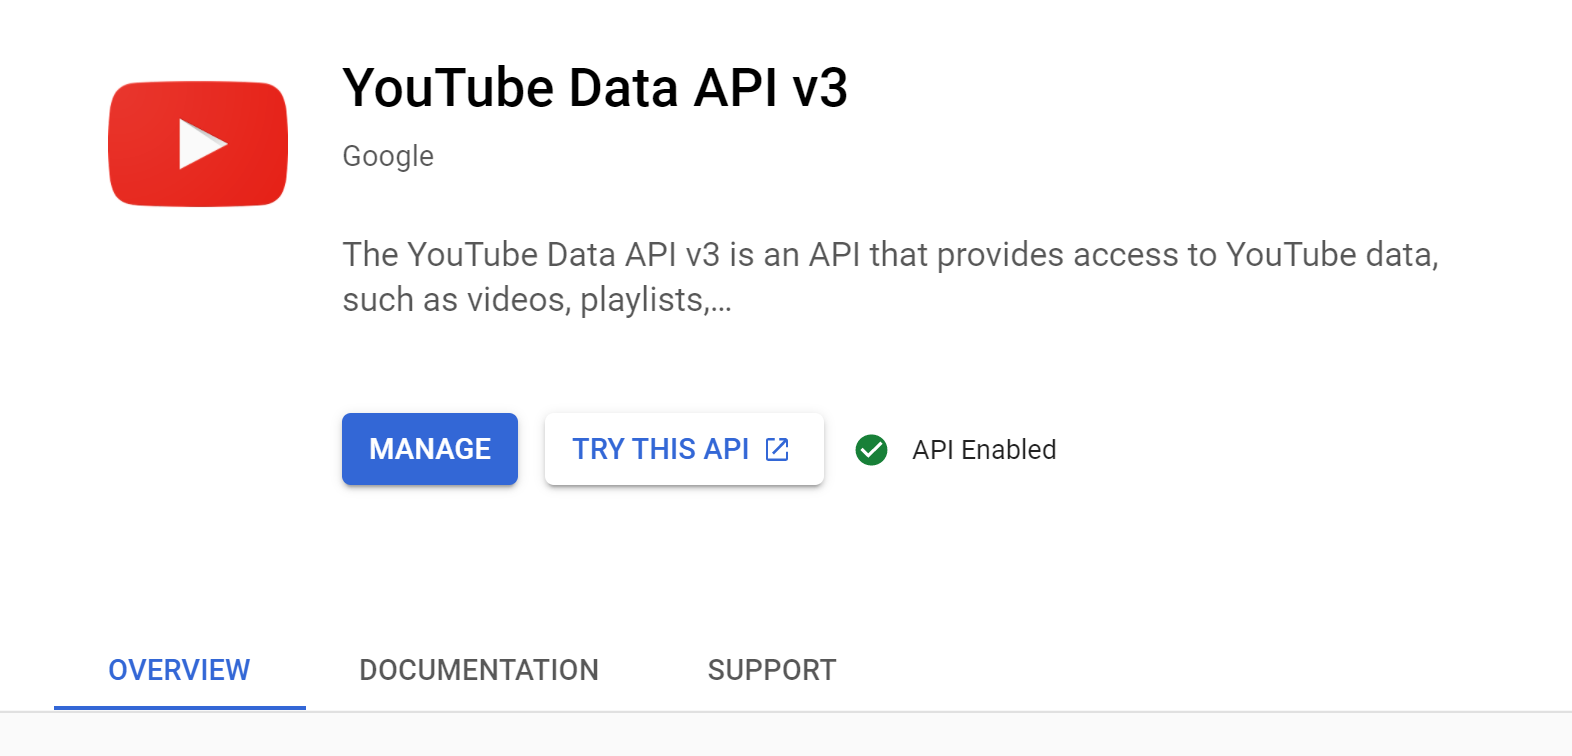 YouTube Data API v3
Google
The YouTube Data API v3 is an API that provides access to YouTube data,
such as videos, playlists,...
MANAGE
TRY THIS API
API Enabled
OVERVIEW
DOCUMENTATION
SUPPORT